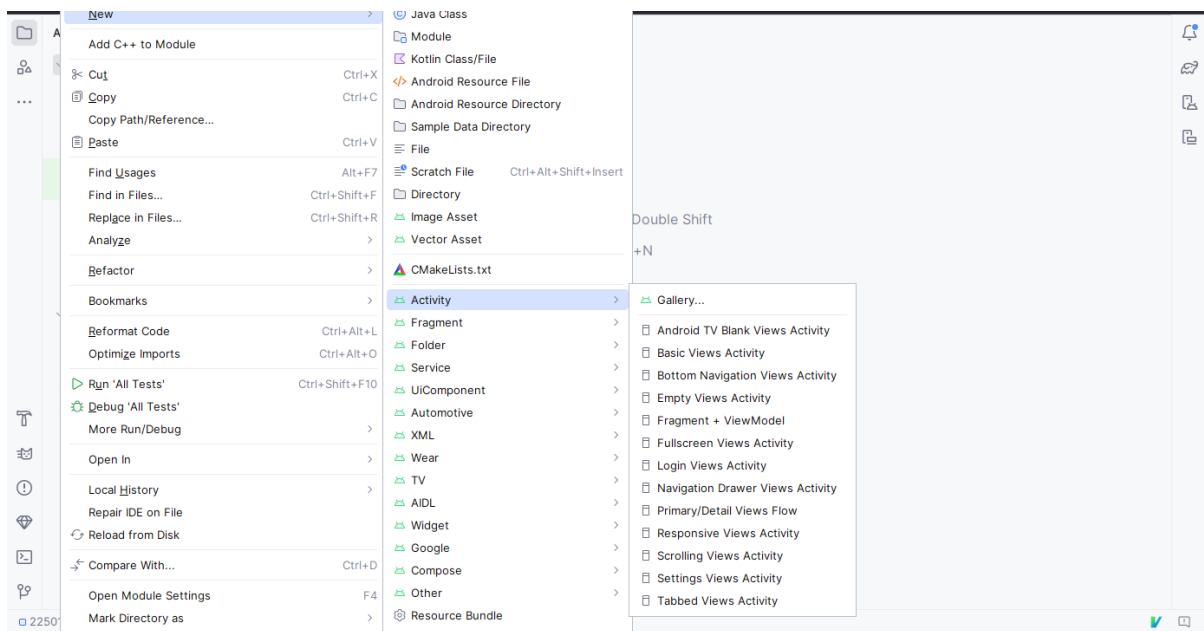 New
Add C++ to Module
Cut Ctrl+X
Copy Ctrl+C
Copy Path/Reference...
Paste Ctrl+V
Find Usages Alt+F7
Find in Files... Ctrl+Shift+F
Replace in Files... Ctrl+Shift+R
Analyze
Refactor
Bookmarks
Reformat Code Ctrl+Alt+L
Optimize Imports Ctrl+Alt+O
Run 'All Tests' Ctrl+Shift+F10
Debug 'All Tests'
More Run/Debug
Open In
Local History
Repair IDE on File
Reload from Disk
Compare With... Ctrl+D
Open Module Settings F4
Mark Directory as
Java Class
Module
Kotlin Class/File
Android Resource File
Android Resource Directory
Sample Data Directory
File
Scratch File Ctrl+Alt+Shift+Insert
Directory
Image Asset
Vector Asset
CMakeLists.txt
Activity
Fragment
Folder
Service
UiComponent
Automotive
XML
Wear
TV
AIDL
Widget
Google
Compose
Other
Resource Bundle
Double Shift
+N
Gallery...
Android TV Blank Views Activity
Basic Views Activity
Bottom Navigation Views Activity
Empty Views Activity
Fragment + ViewModel
Fullscreen Views Activity
Login Views Activity
Navigation Drawer Views Activity
Primary/Detail Views Flow
Responsive Views Activity
Scrolling Views Activity
Settings Views Activity
Tabbed Views Activity